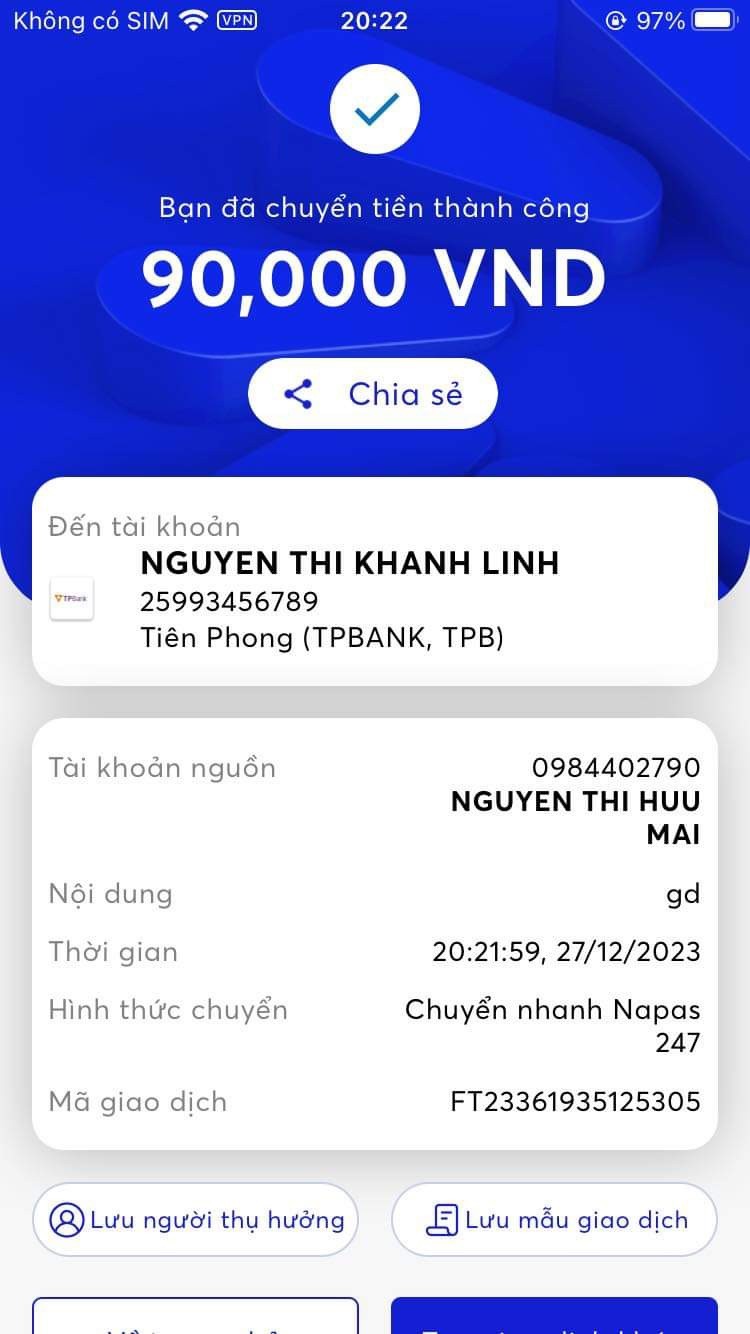 Không có SIM VPN 20:22 97%
Bạn đã chuyển tiền thành công
90,000 VND
Chia sẻ
Đến tài khoản
NGUYEN THI KHANH LINH
TPBank
25993456789
Tiên Phong (TPBANK, TPB)
Tài khoản nguồn 0984402790
NGUYEN THI HUU
MAI
Nội dung gd
Thời gian 20:21:59, 27/12/2023
Hình thức chuyển Chuyển nhanh Napas
247
Mã giao dịch FT23361935125305
Lưu người thụ hưởng Lưu mẫu giao dịch